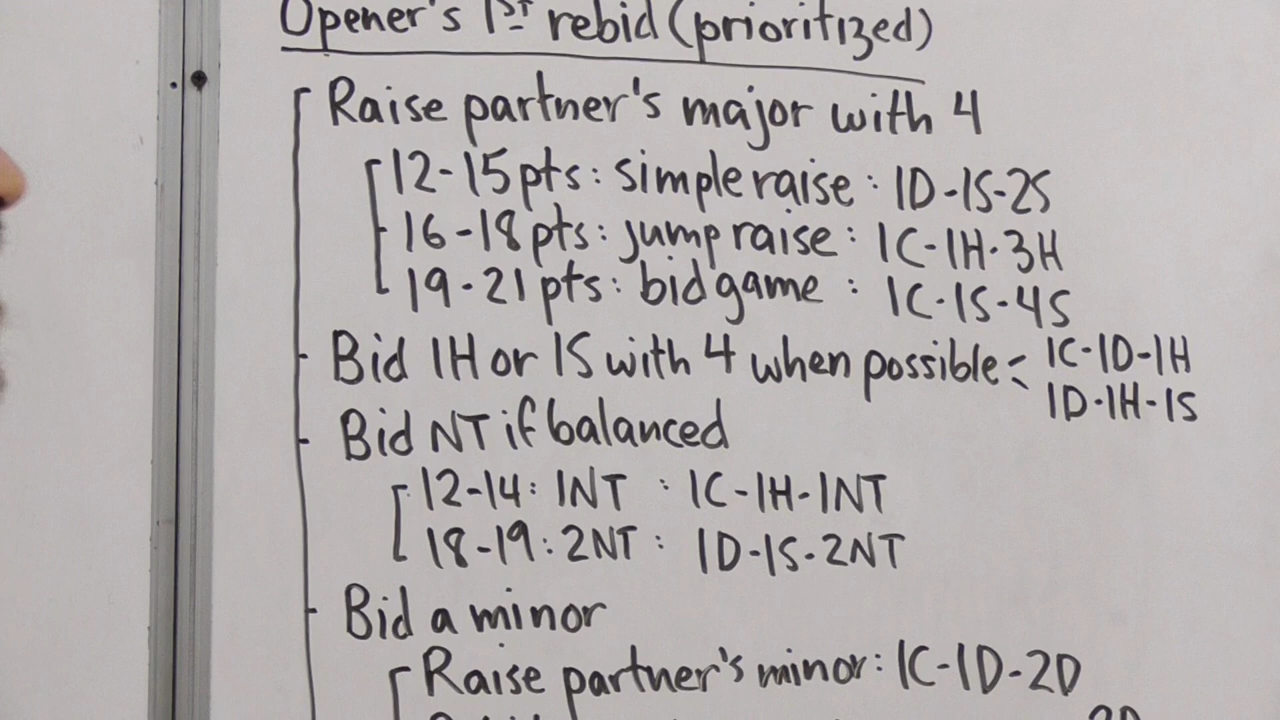 Opener's 1ST rebid (prioritized)
Raise partner's major with 4
12-15 pts: simple raise: 1D-1S-2S
16-18 pts: jump raise: 1C-1H-3H
19-21 pts: bid game: 1C-1S-4S
Bid 1H or 1S with 4 when possible: 1C-1D-1H
1D-1H-1S
Bid NT if balanced
12-14: 1NT: 1C-1H-1NT
18-19: 2NT: 1D-1S-2NT
Bid a minor
Raise partner's minor: 1C-1D-2D